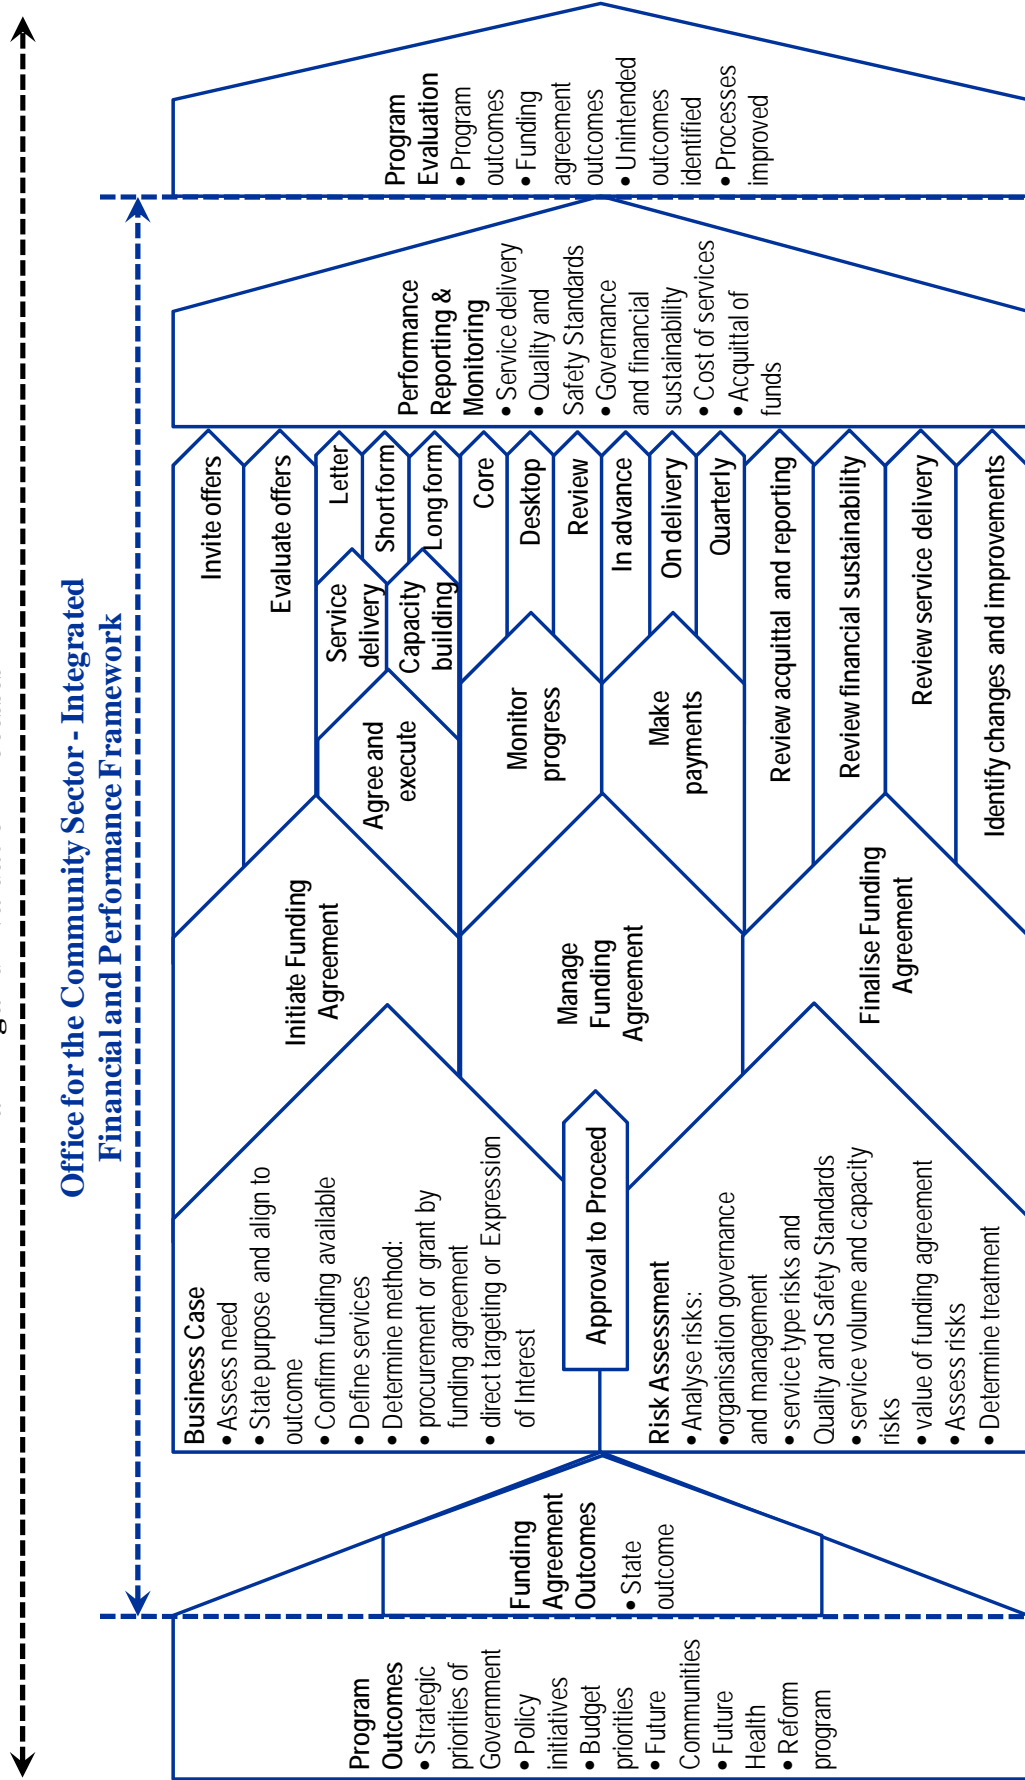 Office for the Community Sector - Integrated
Financial and Performance Framework
Program
Outcomes
• Strategic
priorities of
Government
• Policy
initiatives
• Budget
priorities
• Future
Communities
• Future
Health
• Reform
program
Funding
Agreement
Outcomes
• State
outcome
Business Case
• Assess need
• State purpose and align to
outcome
• Confirm funding available
• Define services
• Determine method:
• procurement or grant by
funding agreement
• direct targeting or Expression
of Interest
Approval to Proceed
Risk Assessment
• Analyse risks:
•organisation governance
and management
• service type risks and
Quality and Safety Standards
• service volume and capacity
risks
• value of funding agreement
• Assess risks
• Determine treatment
Initiate Funding
Agreement
Manage
Funding
Agreement
Finalise Funding
Agreement
Invite offers
Evaluate offers
Agree and
execute
Service
delivery
Capacity
building
Letter
Short form
Long form
Monitor
progress
Core
Desktop
Review
Make
payments
In advance
On delivery
Quarterly
Review acquittal and reporting
Review financial sustainability
Review service delivery
Identify changes and improvements
Performance
Reporting &
Monitoring
• Service delivery
• Quality and
Safety Standards
• Governance
and financial
sustainability
• Cost of services
• Acquittal of
funds
Program
Evaluation
• Program
outcomes
• Funding
agreement
outcomes
• Unintended
outcomes
identified
• Processes
improved